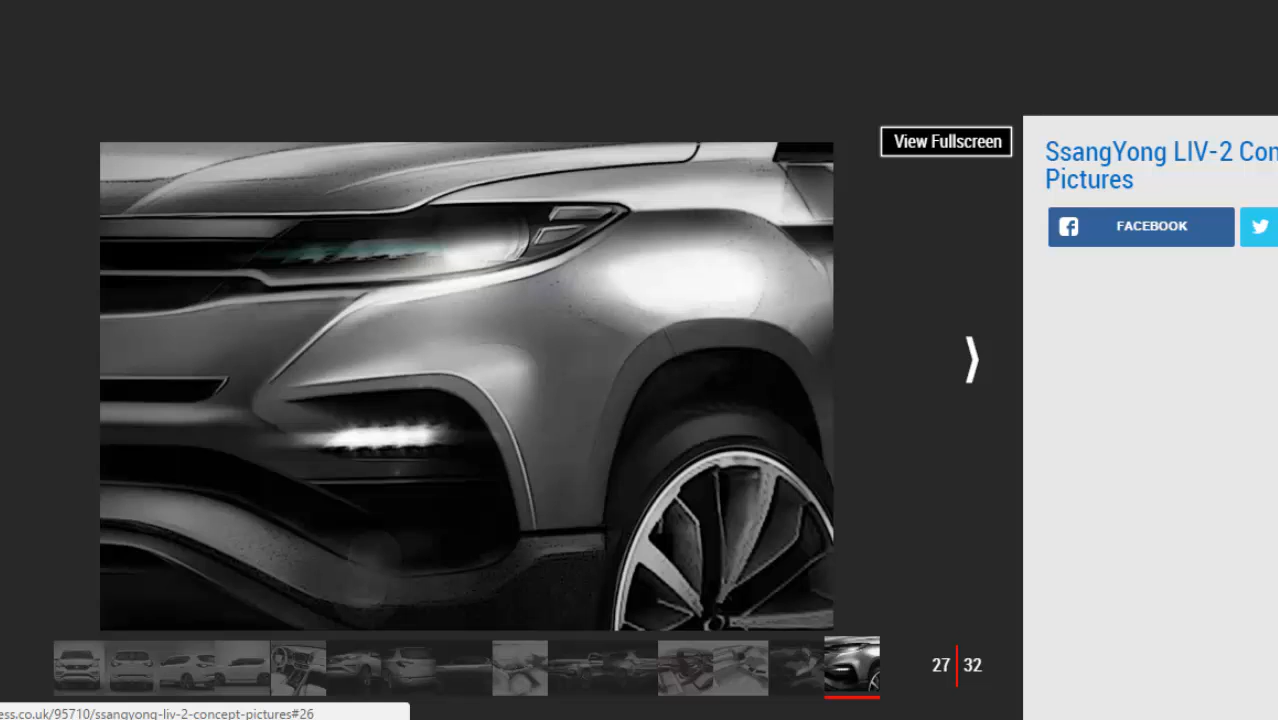 View Fullscreen
SsangYong LIV-2 Con
Pictures
FACEBOOK
27 32
ess.co.uk/95710/ssangyong-liv-2-concept-pictures#26